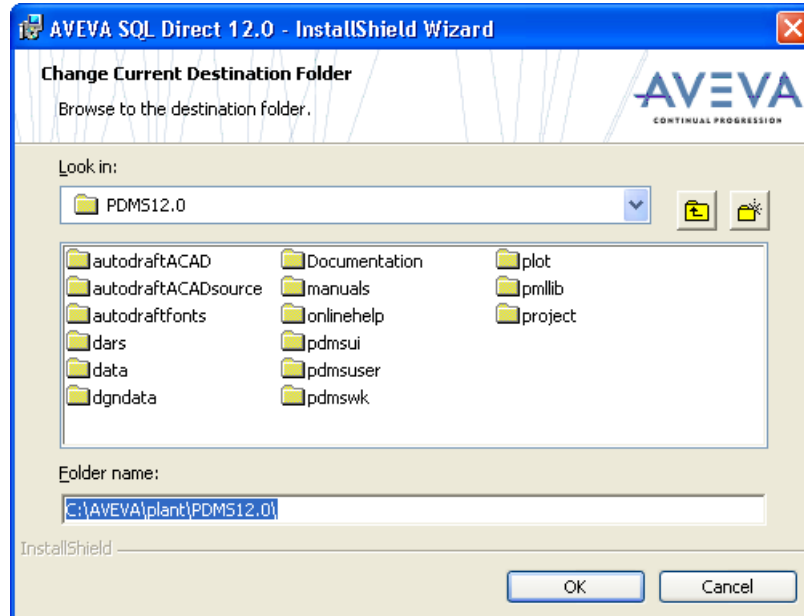 AVEVA SQL Direct 12.0 - InstallShield Wizard
Change Current Destination Folder
Browse to the destination folder.
AVEVA
CONTINUAL PROGRESSION
Look in:
PDMS12.0
autodraftACAD
autodraftACADsource
autodraftfonts
dars
data
dgndata
Documentation
manuals
onlinehelp
pdmsui
pdmsuser
pdmswk
plot
pmllib
project
Folder name:
C:\AVEVA\plant\PDMS12.0\
InstallShield
OK
Cancel